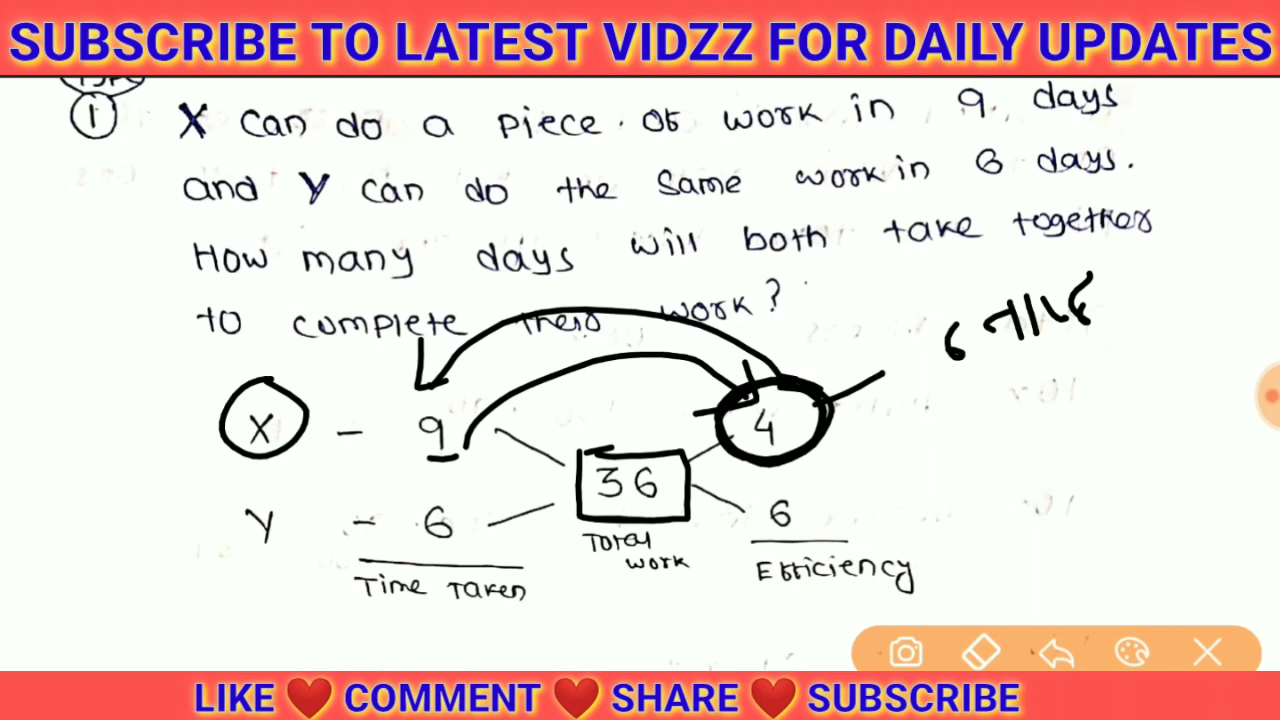 SUBSCRIBE TO LATEST VIDZZ FOR DAILY UPDATES
1 X can do a piece of work in 9 days
and Y can do the same work in 6 days.
How many days will both take together
to complete their work?
X - 9 4
36
Y - 6 6
Total work
Time Taken Efficiency
LIKE ❤ COMMENT ❤ SHARE ❤ SUBSCRIBE